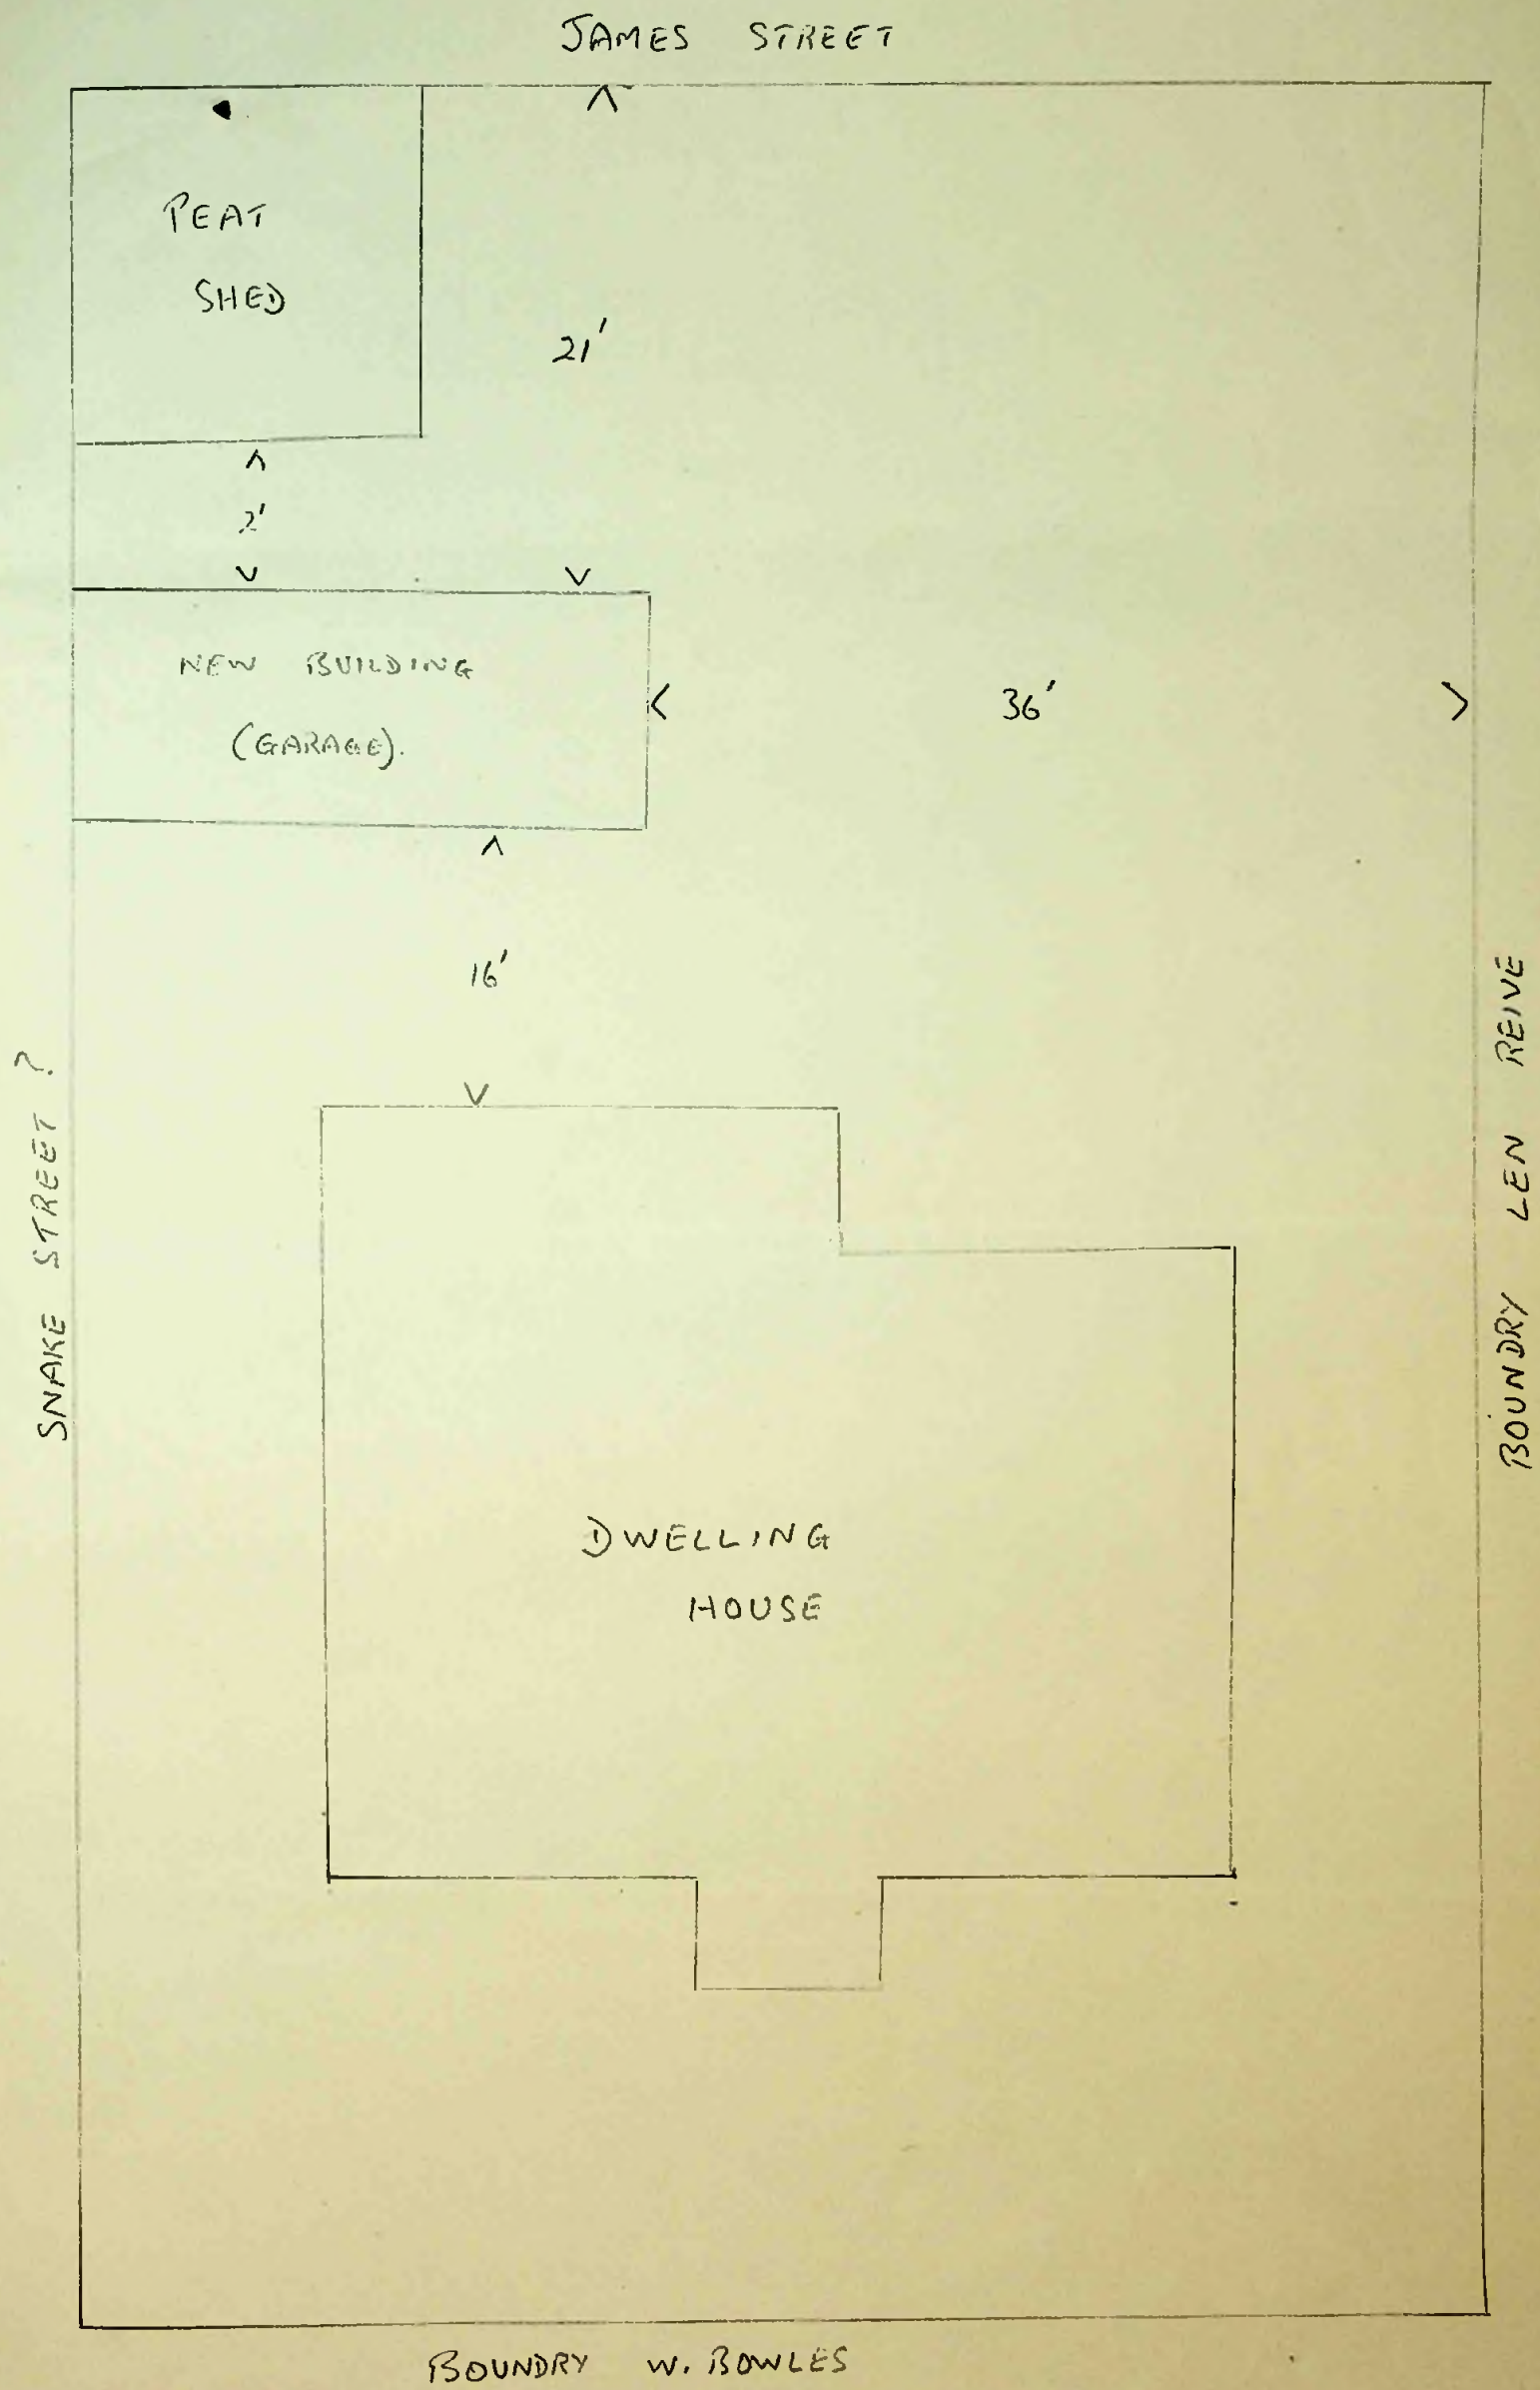 JAMES STREET
PEAT
SHED
21'
2'
NEW BUILDING
(GARAGE).
36'
16'
SNAKE STREET ?
BOUNDRY LEN REIVE
DWELLING
HOUSE
BOUNDRY W. BOWLES